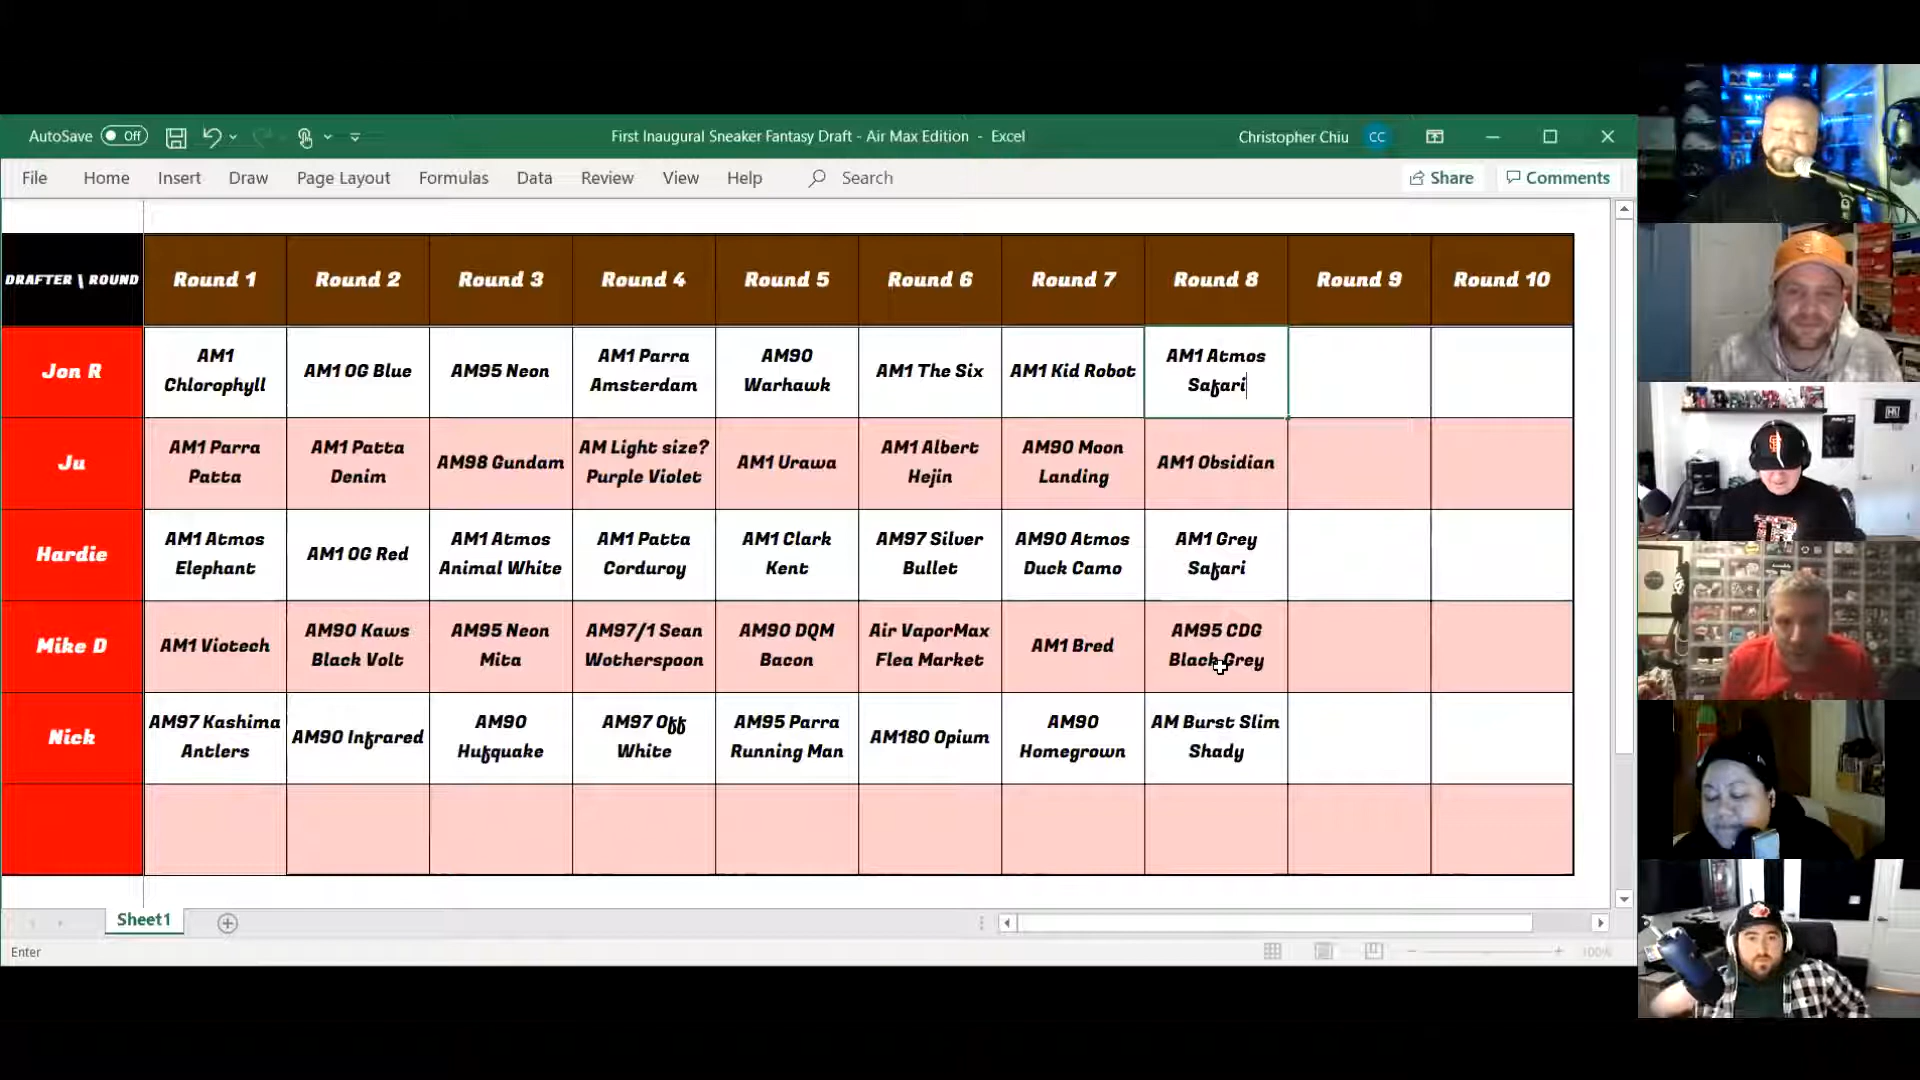 AutoSave Off
First Inaugural Sneaker Fantasy Draft - Air Max Edition - Excel
Christopher Chiu CC
File Home Insert Draw Page Layout Formulas Data Review View Help Search
Share Comments
DRAFTER \ ROUND
Round 1
Round 2
Round 3
Round 4
Round 5
Round 6
Round 7
Round 8
Round 9
Round 10
Jon R
AM1
Chlorophyll
AM1 OG Blue
AM95 Neon
AM1 Parra
Amsterdam
AM90
Warhawk
AM1 The Six
AM1 Kid Robot
AM1 Atmos
Safari
Ju
AM1 Parra
Patta
AM1 Patta
Denim
AM98 Gundam
AM Light size?
Purple Violet
AM1 Urawa
AM1 Albert
Hejin
AM90 Moon
Landing
AM1 Obsidian
Hardie
AM1 Atmos
Elephant
AM1 OG Red
AM1 Atmos
Animal White
AM1 Patta
Corduroy
AM1 Clark
Kent
AM97 Silver
Bullet
AM90 Atmos
Duck Camo
AM1 Grey
Safari
Mike D
AM1 Viotech
AM90 Kaws
Black Volt
AM95 Neon
Mita
AM97/1 Sean
Wotherspoon
AM90 DQM
Bacon
Air VaporMax
Flea Market
AM1 Bred
AM95 CDG
Black Grey
Nick
AM97 Kashima
Antlers
AM90 Infrared
AM90
Hufquake
AM97 Off
White
AM95 Parra
Running Man
AM180 Opium
AM90
Homegrown
AM Burst Slim
Shady
Sheet1
Enter
100%